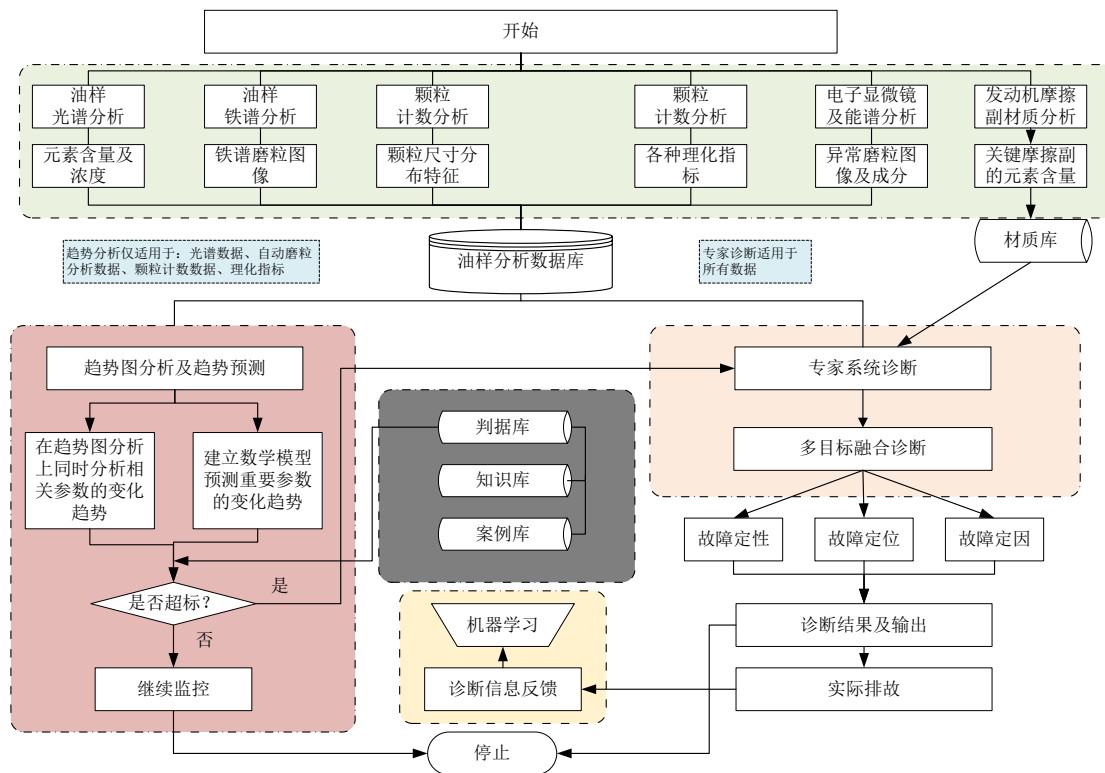 开始
油样
光谱分析
油样
铁谱分析
颗粒
计数分析
颗粒
计数分析
电子显微镜
及能谱分析
发动机摩擦
副材质分析
元素含量及
浓度
铁谱磨粒图
像
颗粒尺寸分
布特征
各种理化指
标
异常磨粒图
像及成分
关键摩擦副
的元素含量
趋势分析仅适用于：光谱数据、自动磨粒
分析数据、颗粒计数数据、理化指标
油样分析数据库
专家诊断适用于
所有数据
材质库
趋势图分析及趋势预测
专家系统诊断
在趋势图分析
上同时分析相
关参数的变化
趋势
建立数学模型
预测重要参数
的变化趋势
判据库
知识库
案例库
多目标融合诊断
故障定性
故障定位
故障定因
是否超标？
是
否
继续监控
机器学习
诊断信息反馈
诊断结果及输出
实际排故
停止